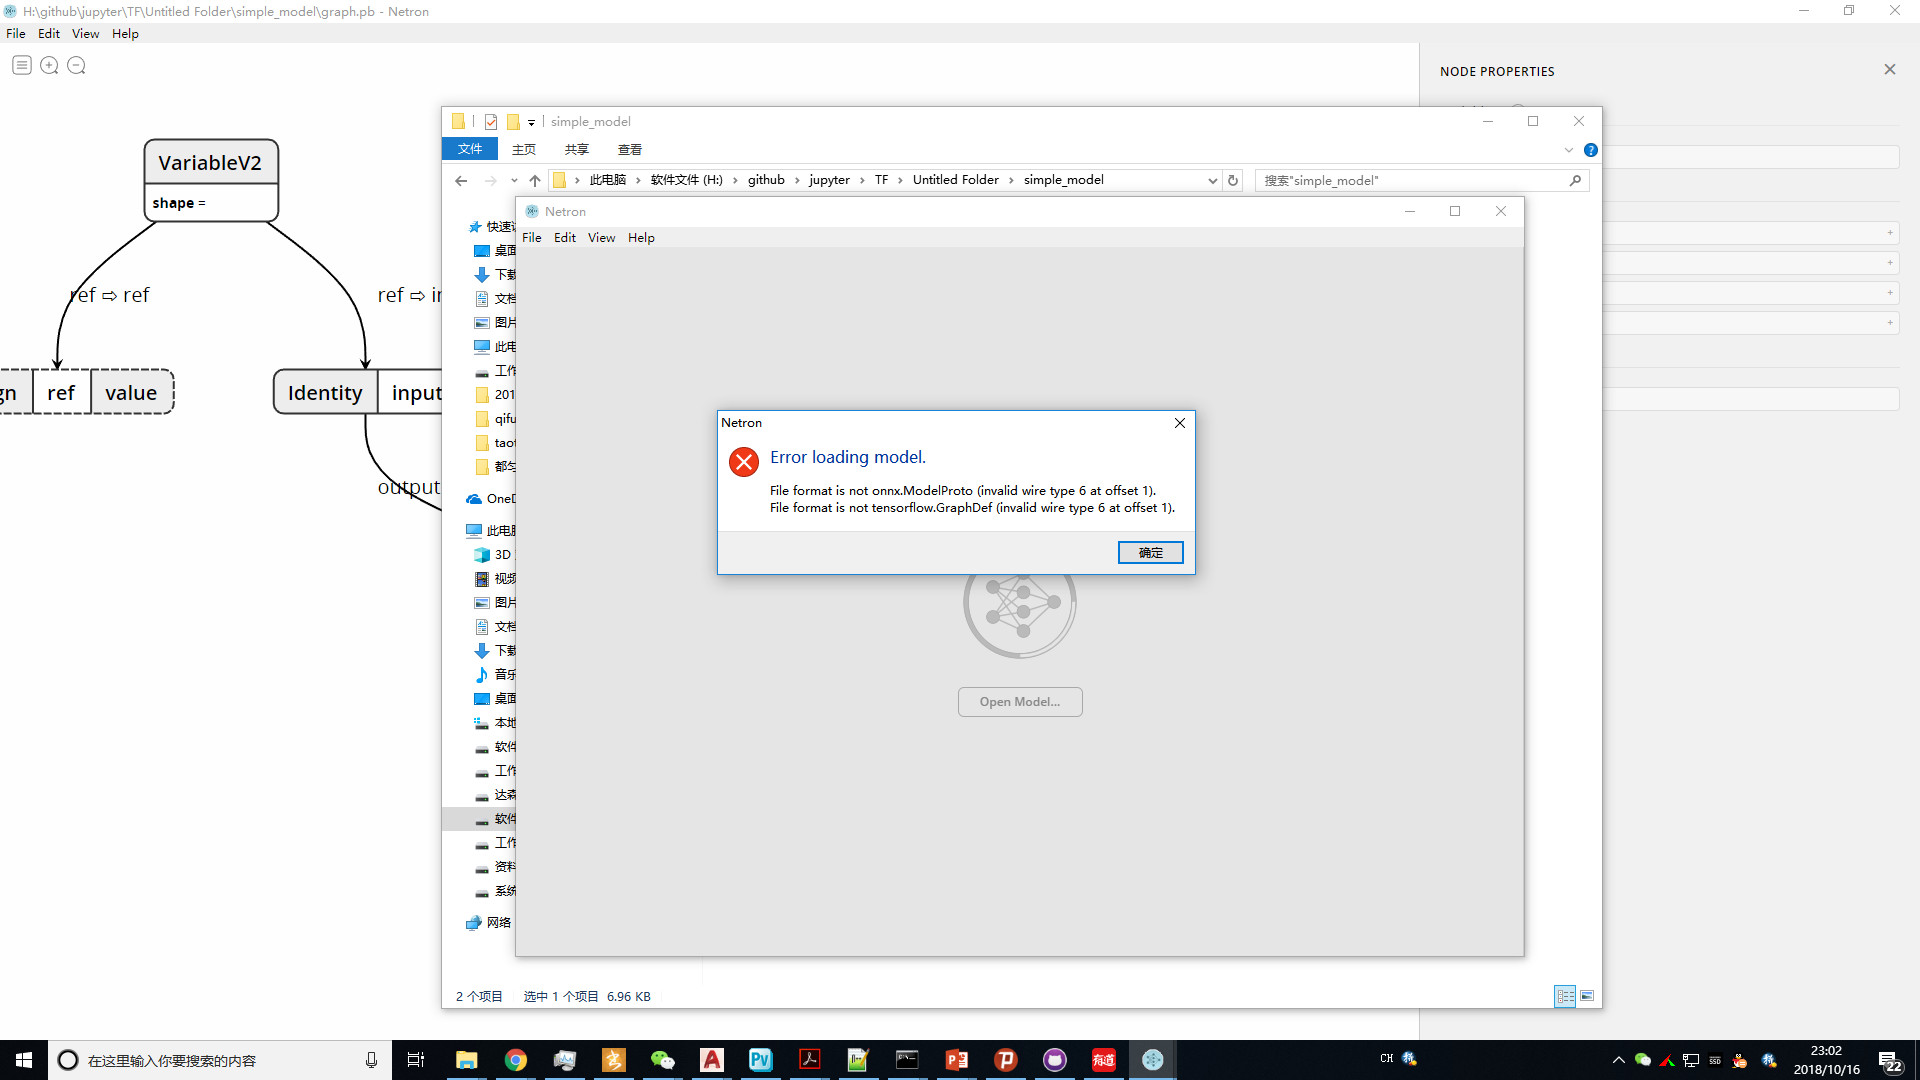 H:\github\jupyter\TF\Untitled Folder\simple_model\graph.pb - Netron
File Edit View Help
NODE PROPERTIES
VariableV2
shape =
ref ⇨ ref
ref ⇨ in
gn ref value
Identity input
output
simple_model
文件 主页 共享 查看
此电脑 › 软件文件 (H:) › github › jupyter › TF › Untitled Folder › simple_model
搜索"simple_model"
快速访
桌面
下载
文档
图片
此电
工作
201
qifu
taot
都匀
OneD
此电脑
3D
视频
图片
文档
下载
音乐
桌面
本地
软件
工作
达森
软件
工作
资料
系统
网络
Netron
File Edit View Help
Netron
Error loading model.
File format is not onnx.ModelProto (invalid wire type 6 at offset 1).
File format is not tensorflow.GraphDef (invalid wire type 6 at offset 1).
确定
Open Model...
2 个项目 选中 1 个项目 6.96 KB
在这里输入你要搜索的内容
CH
23:02
2018/10/16
22